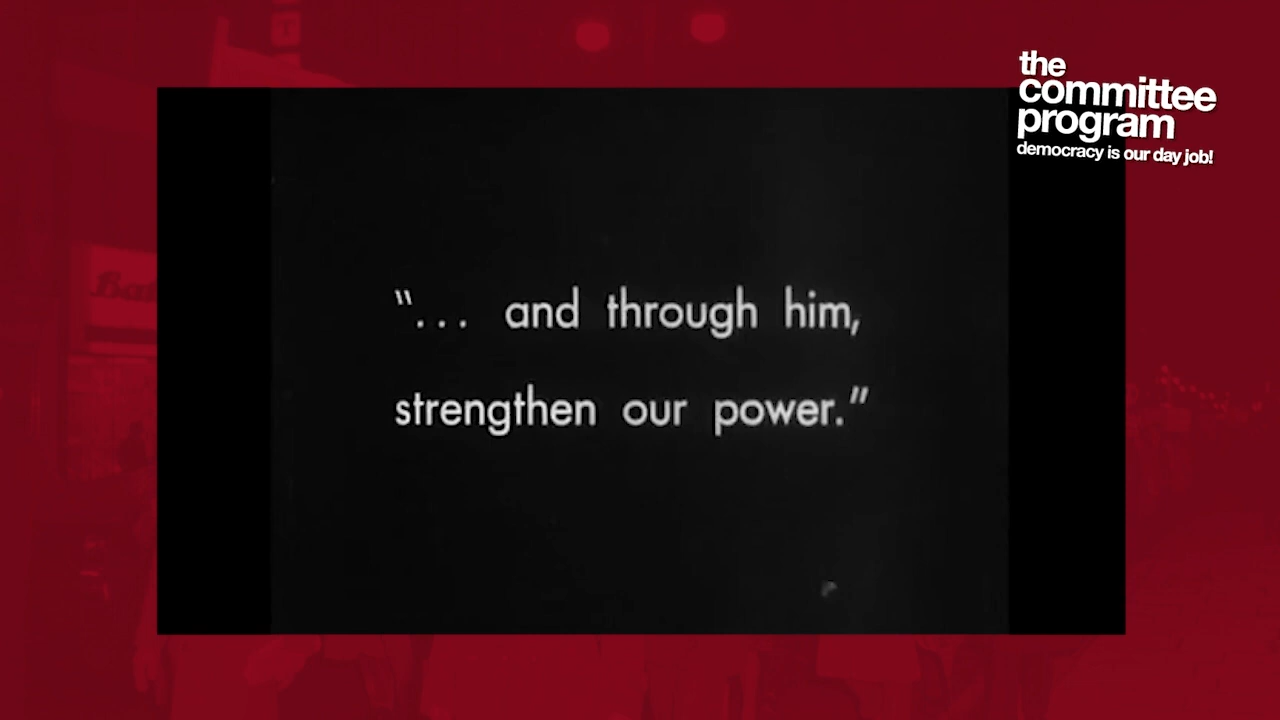 the
committee
program
democracy is our day job!
"... and through him,
strengthen our power."